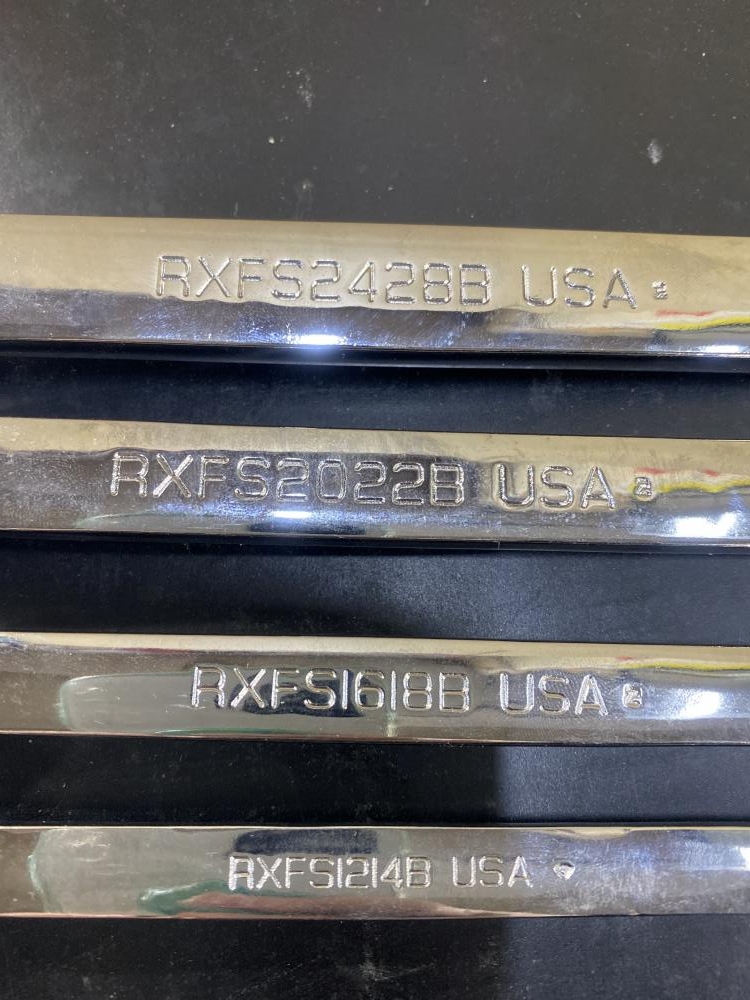 RXFS2428B USA
RXFS2022B USA
RXFS1618B USA
RXFS1214B USA